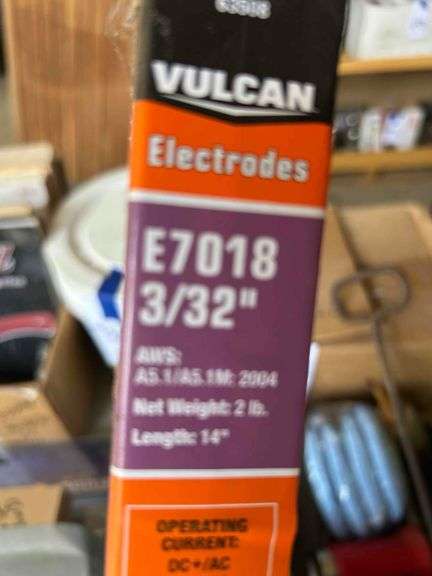 63508
VULCAN
Electrodes
E7018
3/32"
AWS:
A5.1/A5.1M: 2004
Net Weight: 2 lb.
Length: 14"
OPERATING
CURRENT:
DC+/AC